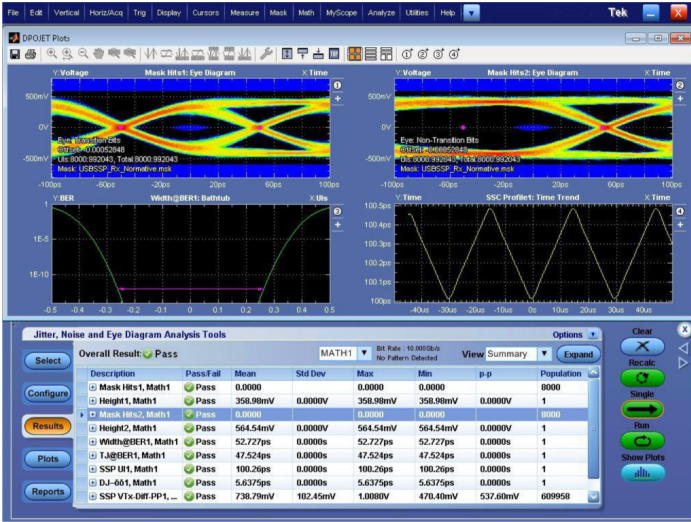 File Edit Vertical Horiz/Acq Trig Display Cursors Measure Mask Math MyScope Analyze Utilities Help Tek
DPOJET Plots
Y:Voltage Mask Hits1: Eye Diagram X:Time
500mV
0V
-500mV
Eye: Transition Bits
Offset: -0.00052848
UIs:8000:992043, Total:8000:992043
Mask: USBSSP_Rx_Normative.msk
-100ps -60ps -20ps 20ps 60ps 100ps
Y:Voltage Mask Hits2: Eye Diagram X:Time
500mV
0V
-500mV
Eye: Non-Transition Bits
Offset: -0.00052848
UIs:8000:992043, Total:8000:992043
Mask: USBSSP_Rx_Normative.msk
-100ps -60ps -20ps 20ps 60ps 100ps
Y:BER Width@BER1: Bathtub X:UIs
1
1E-5
1E-10
-0.5 -0.4 -0.3 -0.2 -0.1 0 0.1 0.2 0.3 0.4 0.5
Y:Time SSC Profile1: Time Trend X:Time
100.5ps
100.4ps
100.3ps
100.2ps
100.1ps
100ps
-40us -30us -20us -10us 0s 10us 20us 30us 40us
Jitter, Noise and Eye Diagram Analysis Tools Options
Select
Configure
Results
Plots
Reports
Overall Result: Pass MATH1 Bit Rate : 10.000Gb/s
No Pattern Detected View Summary Expand
Description Pass/Fail Mean Std Dev Max Min p-p Population
Mask Hits1, Math1 Pass 0.0000 0.0000 0.0000 8000
Height1, Math1 Pass 358.98mV 0.0000V 358.98mV 358.98mV 0.0000V 1
Mask Hits2, Math1 Pass 0.0000 0.0000 0.0000 8000
Height2, Math1 Pass 564.54mV 0.0000V 564.54mV 564.54mV 0.0000V 1
Width@BER1, Math1 Pass 52.727ps 0.0000s 52.727ps 52.727ps 0.0000s 1
TJ@BER1, Math1 Pass 47.524ps 0.0000s 47.524ps 47.524ps 0.0000s 1
SSP UI1, Math1 Pass 100.26ps 0.0000s 100.26ps 100.26ps 0.0000s 1
DJ-δδ1, Math1 Pass 5.6375ps 0.0000s 5.6375ps 5.6375ps 0.0000s 1
SSP VTx-Diff-PP1, ... Pass 738.79mV 102.45mV 1.0080V 470.40mV 537.60mV 609958
Clear
Recalc
Single
Run
Show Plots